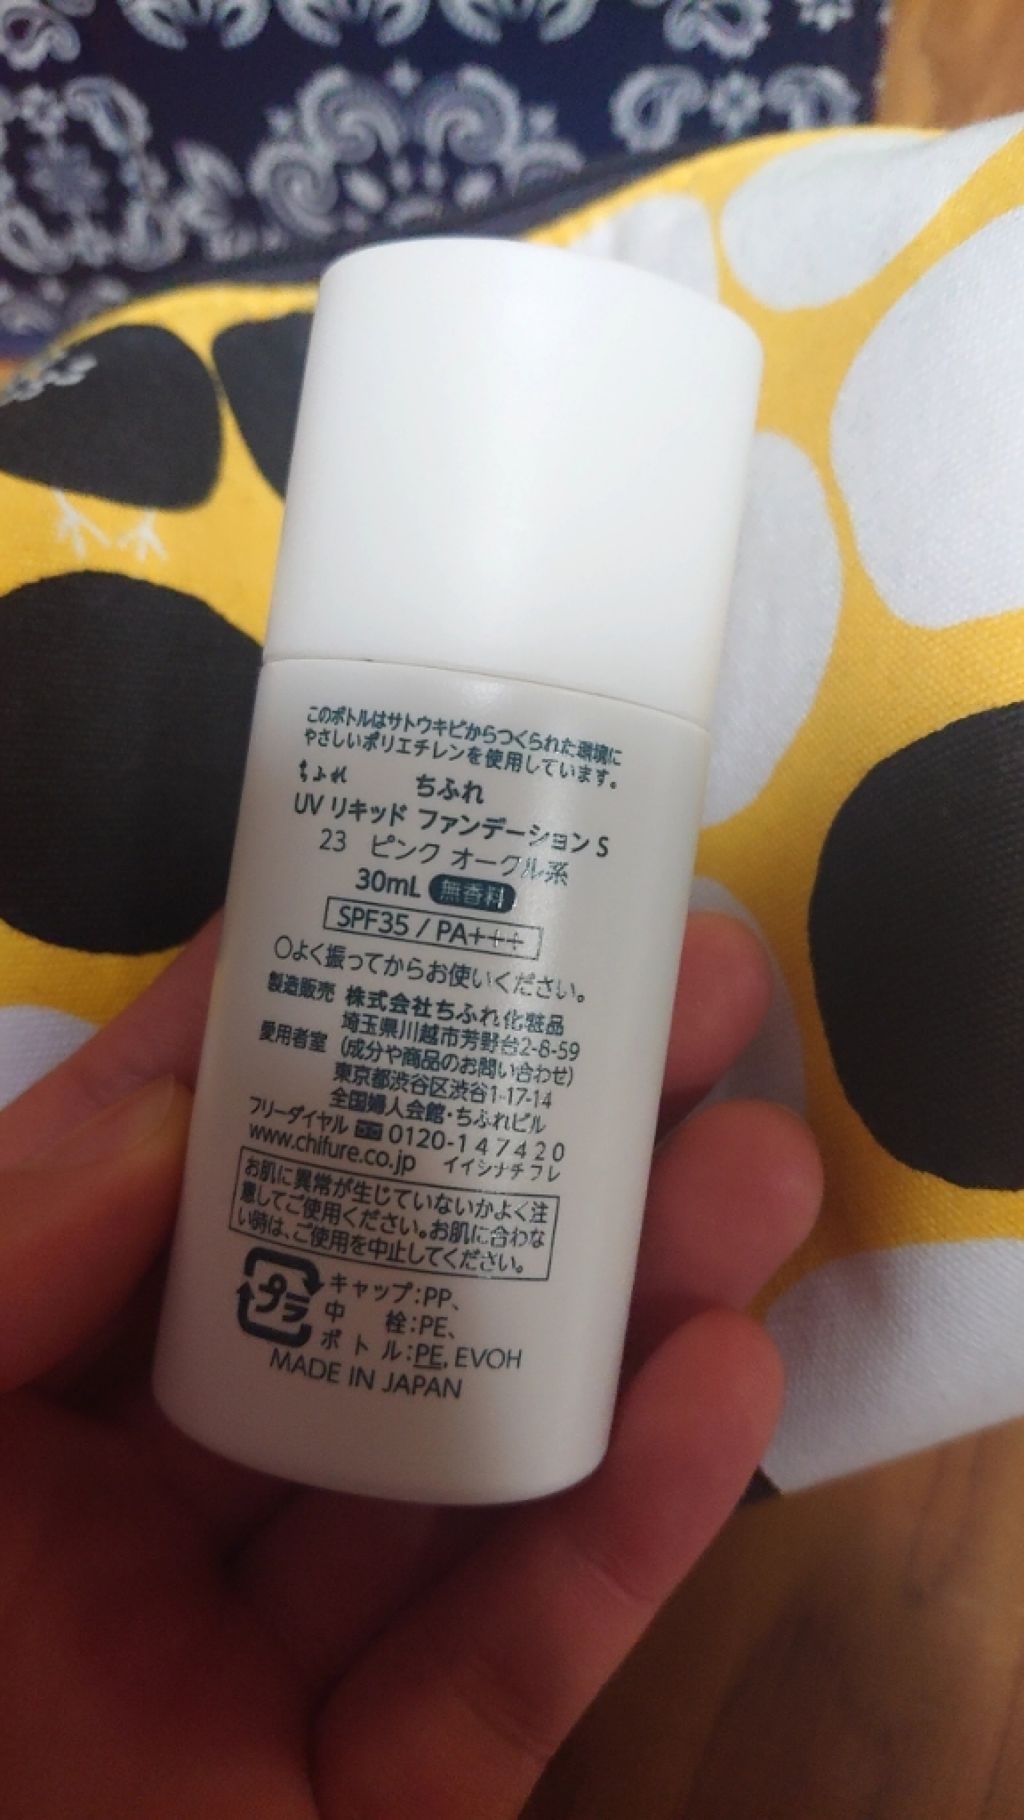 このボトルはサトウキビからつくられた環境に
やさしいポリエチレンを使用しています。
ちふれ ちふれ
UV リキッド ファンデーション S
23 ピンク オークル系
30mL 無香料
SPF35 / PA+++
○よく振ってからお使いください。
製造販売 株式会社ちふれ化粧品
埼玉県川越市芳野台2-8-59
愛用者室 (成分や商品のお問い合わせ)
東京都渋谷区渋谷1-17-14
全国婦人会館・ちふれビル
フリーダイヤル 0120-147420
www.chifure.co.jp イイシナチフレ
お肌に異常が生じていないかよく注
意してご使用ください。お肌に合わな
い時は、ご使用を中止してください。
プラ キャップ:PP、
中 栓:PE、
ボトル:PE, EVOH
MADE IN JAPAN